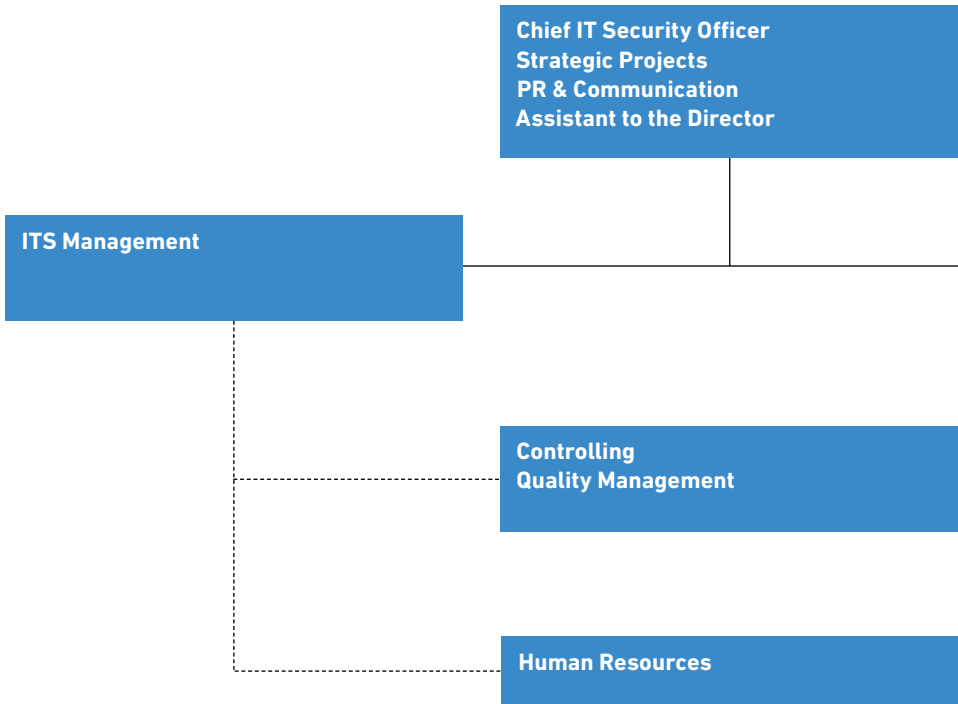 Chief IT Security Officer
Strategic Projects
PR & Communication
Assistant to the Director
ITS Management
Controlling
Quality Management
Human Resources